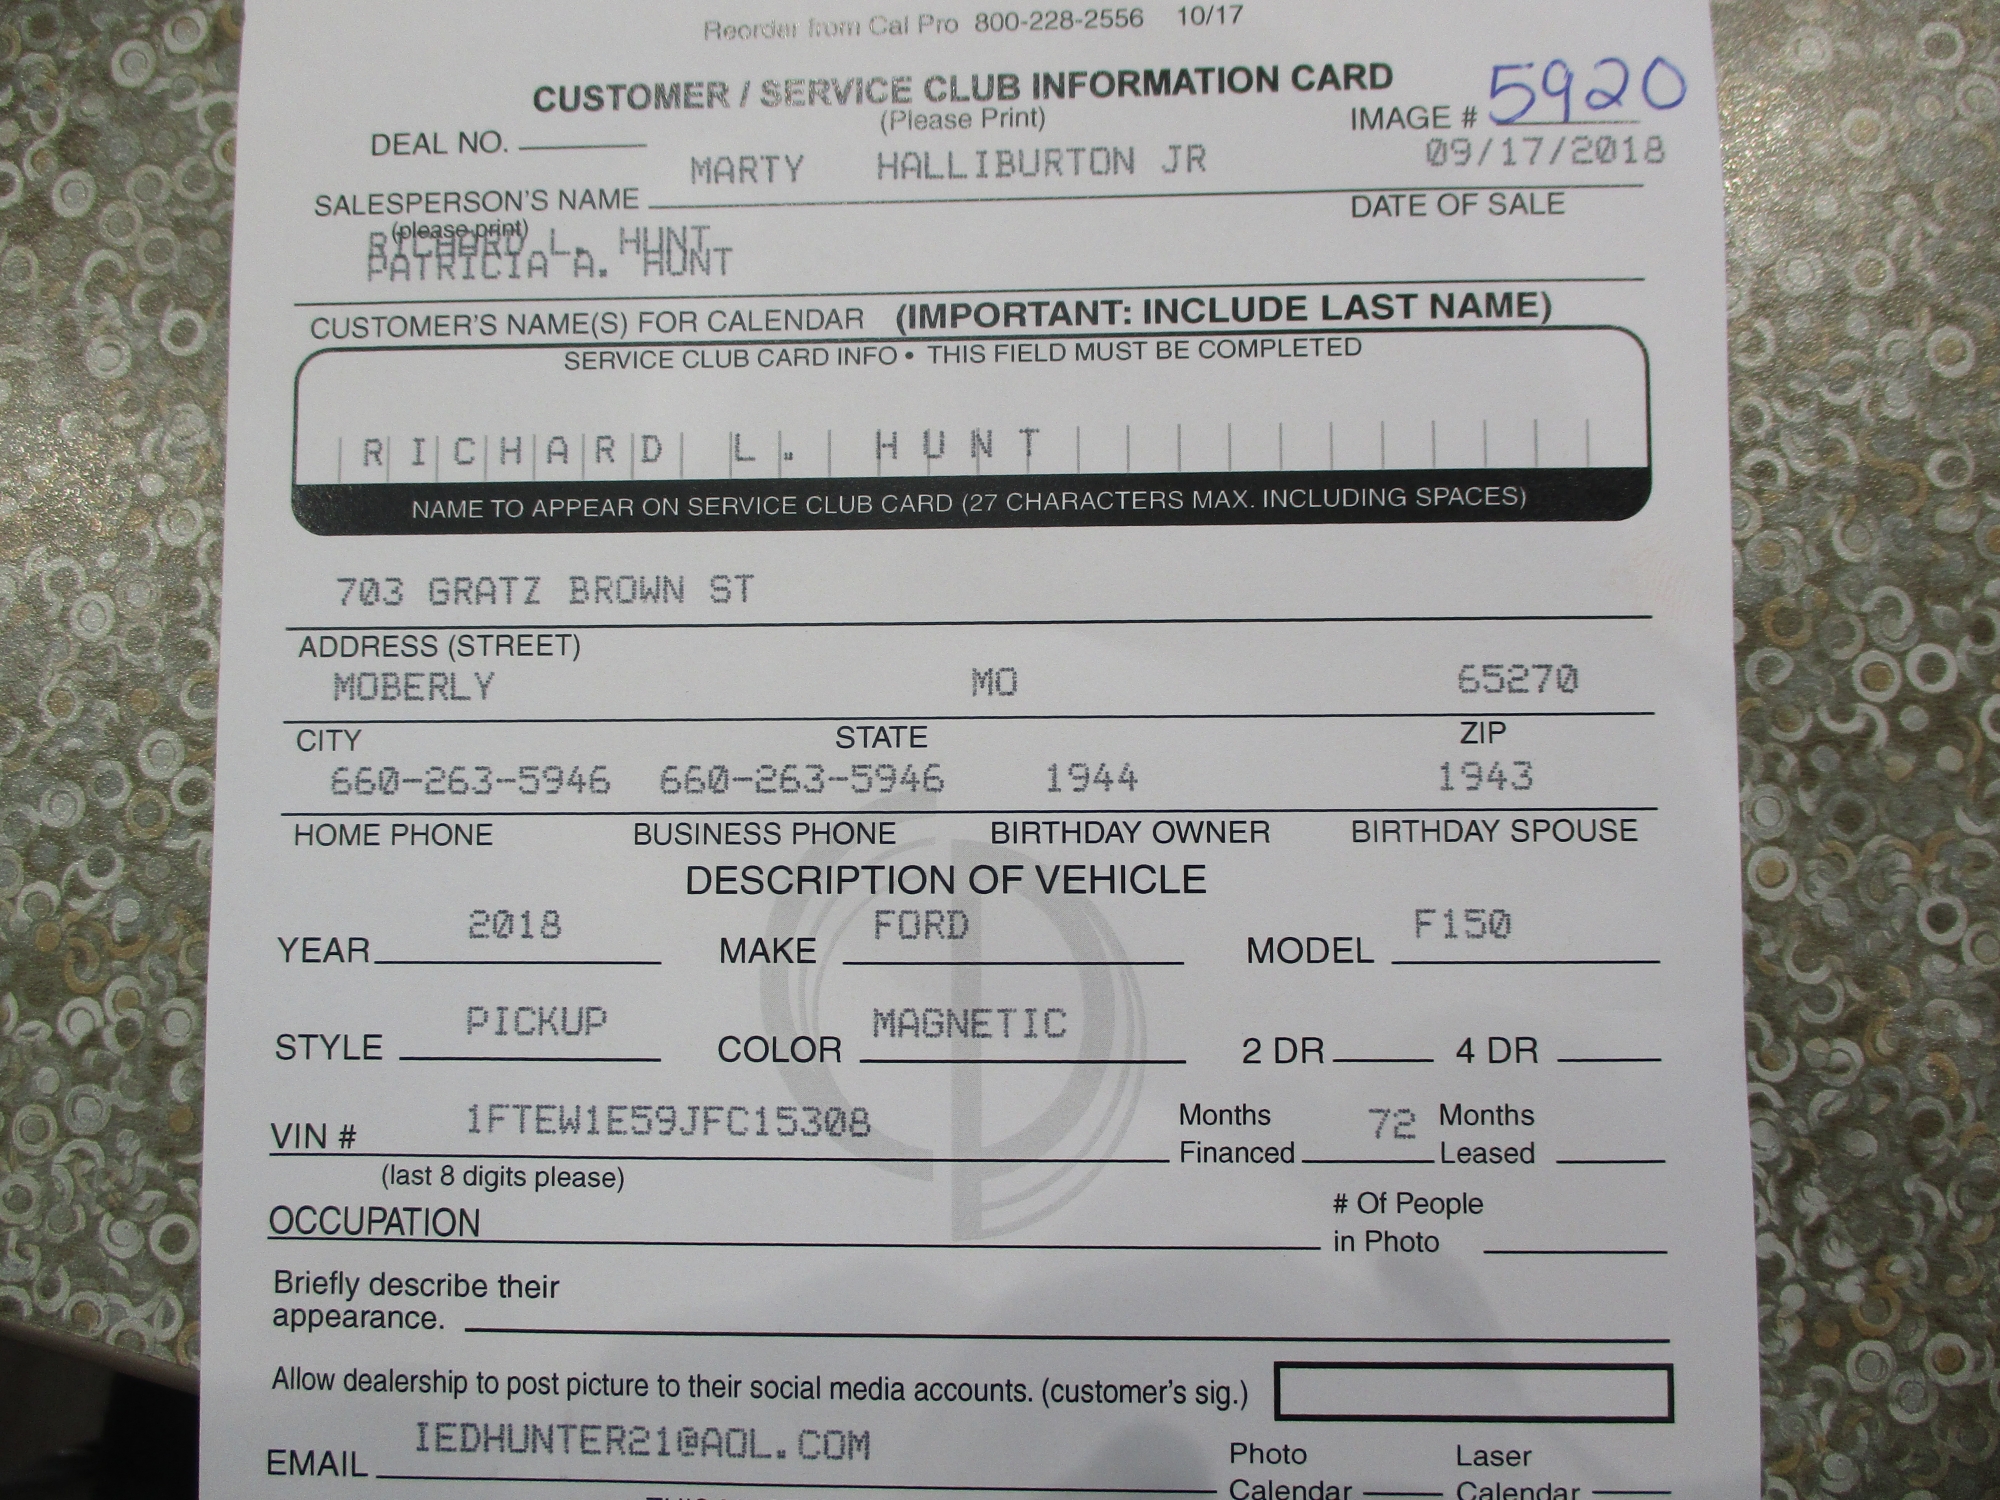 Reorder from Cal Pro 800-228-2556 10/17
CUSTOMER / SERVICE CLUB INFORMATION CARD
(Please Print)
IMAGE # 5920
DEAL NO.
MARTY HALLIBURTON JR 09/17/2018
SALESPERSON'S NAME DATE OF SALE
(please print)
RICHARD L. HUNT
PATRICIA A. HUNT
CUSTOMER'S NAME(S) FOR CALENDAR (IMPORTANT: INCLUDE LAST NAME)
SERVICE CLUB CARD INFO • THIS FIELD MUST BE COMPLETED
RICHARD L. HUNT
NAME TO APPEAR ON SERVICE CLUB CARD (27 CHARACTERS MAX. INCLUDING SPACES)
703 GRATZ BROWN ST
ADDRESS (STREET)
MOBERLY MO 65270
CITY STATE ZIP
660-263-5946 660-263-5946 1944 1943
HOME PHONE BUSINESS PHONE BIRTHDAY OWNER BIRTHDAY SPOUSE
DESCRIPTION OF VEHICLE
YEAR 2018 MAKE FORD MODEL F150
STYLE PICKUP COLOR MAGNETIC 2 DR 4 DR
VIN # 1FTEW1E59JFC15308 Months Financed 72 Months Leased
(last 8 digits please)
OCCUPATION # Of People in Photo
Briefly describe their
appearance.
Allow dealership to post picture to their social media accounts. (customer's sig.)
EMAIL IEDHUNTER21@AOL.COM Photo Calendar Laser Calendar